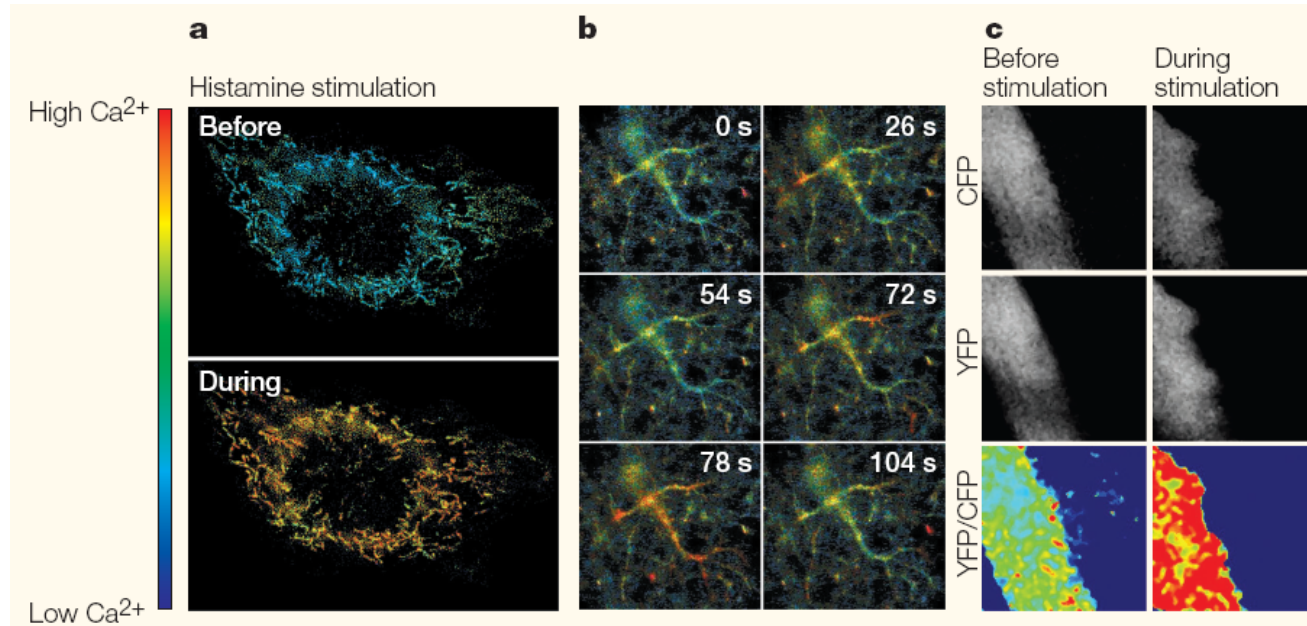 a
b
c
Histamine stimulation
Before
stimulation
During
stimulation
High Ca2+
Before
0 s
26 s
CFP
54 s
72 s
YFP
During
78 s
104 s
YFP/CFP
Low Ca2+